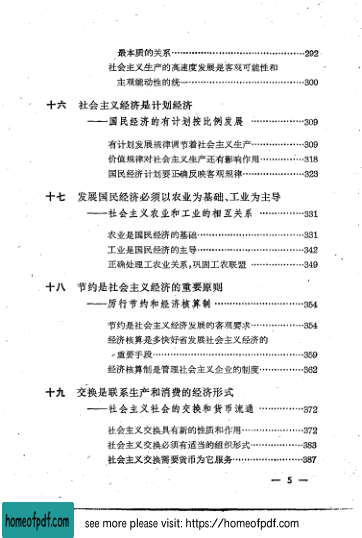 最本质的关系……………………………………292
社会主义生产的高速度发展是客观可能性和
主观能动性的统一……………………………300
十六 社会主义经济是计划经济
——国民经济的有计划按比例发展 ……………309
有计划发展规律调节着社会主义生产……………309
价值规律对社会主义生产还有影响作用…………318
国民经济计划要正确反映客观规律………………323
十七 发展国民经济必须以农业为基础、工业为主导
——社会主义农业和工业的相互关系 …………331
农业是国民经济的基础……………………………331
工业是国民经济的主导……………………………342
正确处理工农业关系,巩固工农联盟 ……………349
十八 节约是社会主义经济的重要原则
——厉行节约和经济核算制 ……………………354
节约是社会主义经济发展的客观要求……………354
经济核算是多快好省发展社会主义经济的
重要手段…………………………………………359
经济核算制是管理社会主义企业的制度…………362
十九 交换是联系生产和消费的经济形式
——社会主义社会的交换和货币流通 …………372
社会主义交换具有新的性质和作用………………372
社会主义交换必须有适当的组织形式……………383
社会主义交换需要货币为它服务…………………387
— 5 —
homeofpdf.com
see more please visit: https://homeofpdf.com